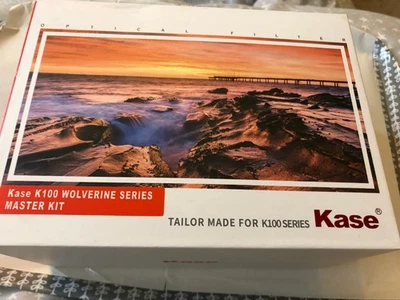 OPTICAL FILTER
Kase K100 WOLVERINE SERIES
MASTER KIT
TAILOR MADE FOR K100 SERIES Kase®